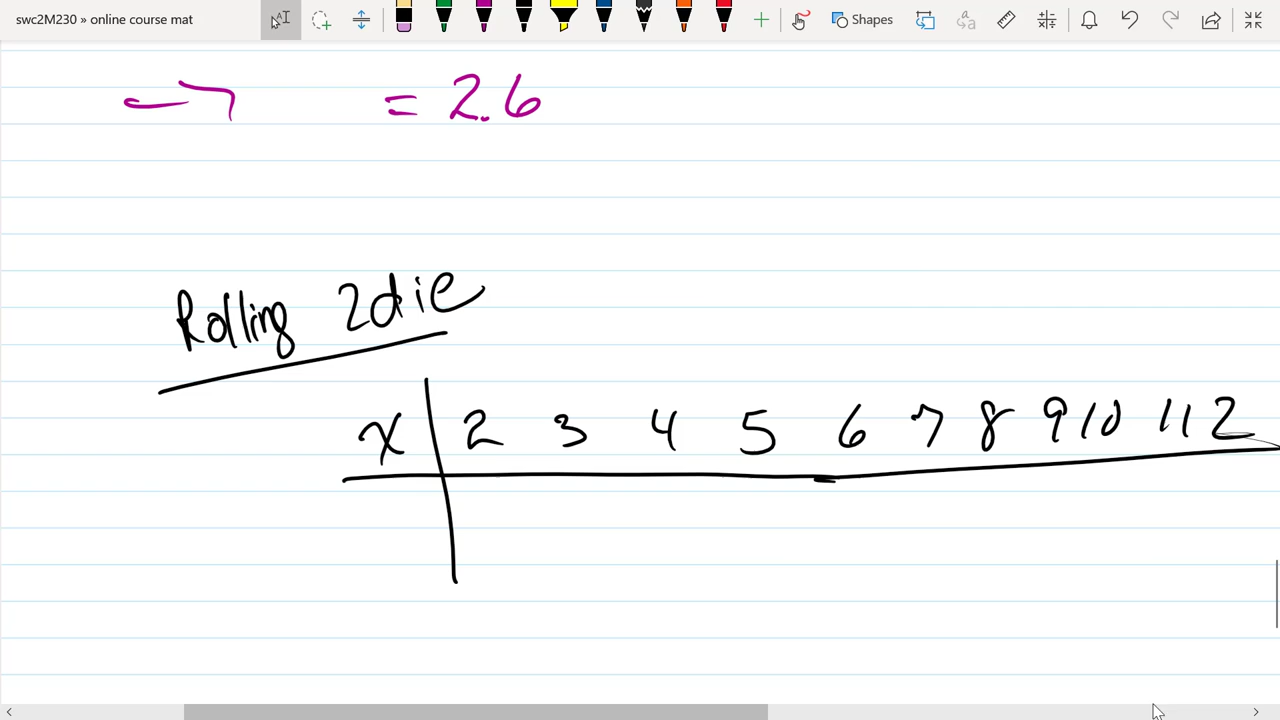 swc2M230 » online course mat
Shapes
= 2.6
Rolling 2die
x 2 3 4 5 6 7 8 9 10 11 12